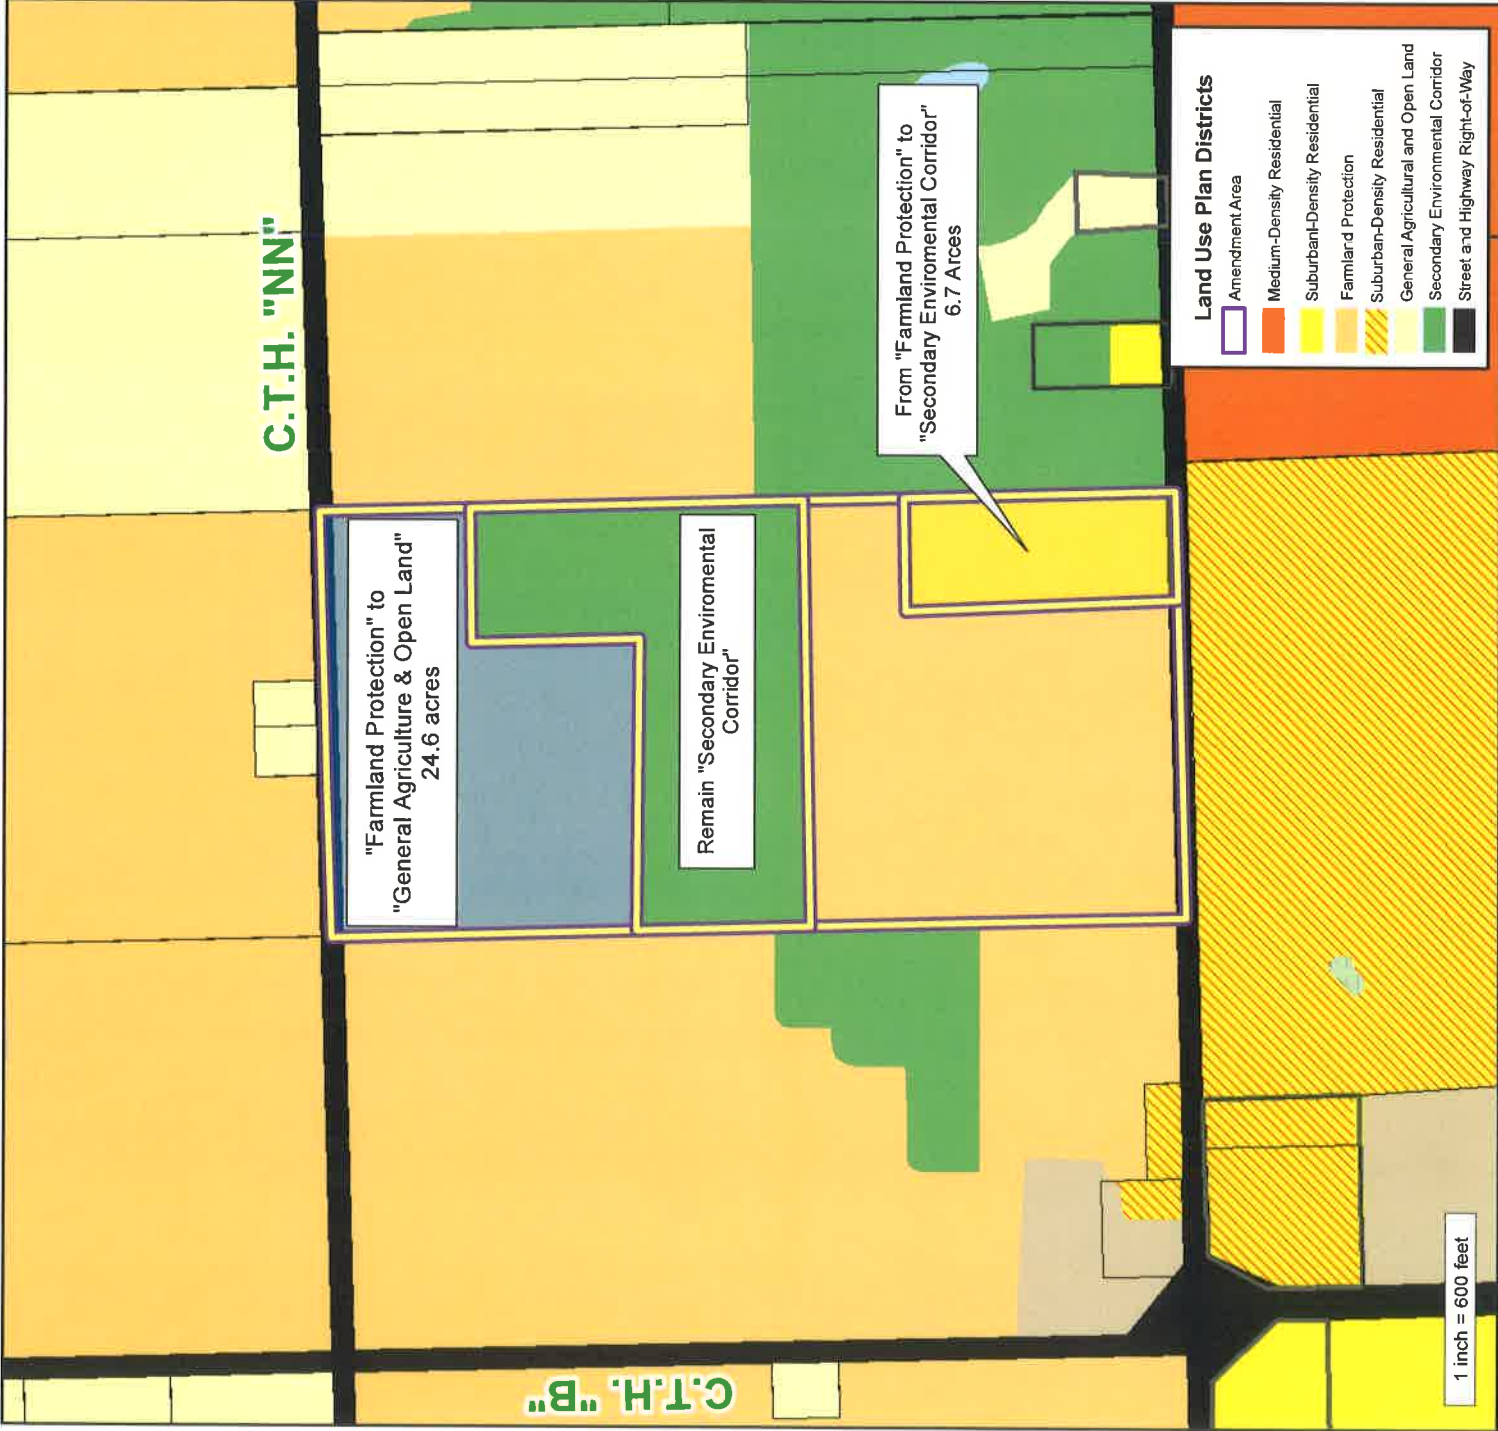 C.T.H. "NN"
"Farmland Protection" to
"General Agriculture & Open Land"
24.6 acres
Remain "Secondary Enviromental
Corridor"
From "Farmland Protection" to
"Secondary Enviromental Corridor"
6.7 Arces
C.T.H. "B"
Land Use Plan Districts
Amendment Area
Medium-Density Residential
Suburbanl-Density Residential
Farmland Protection
Suburban-Density Residential
General Agricultural and Open Land
Secondary Environmental Corridor
Street and Highway Right-of-Way
1 inch = 600 feet